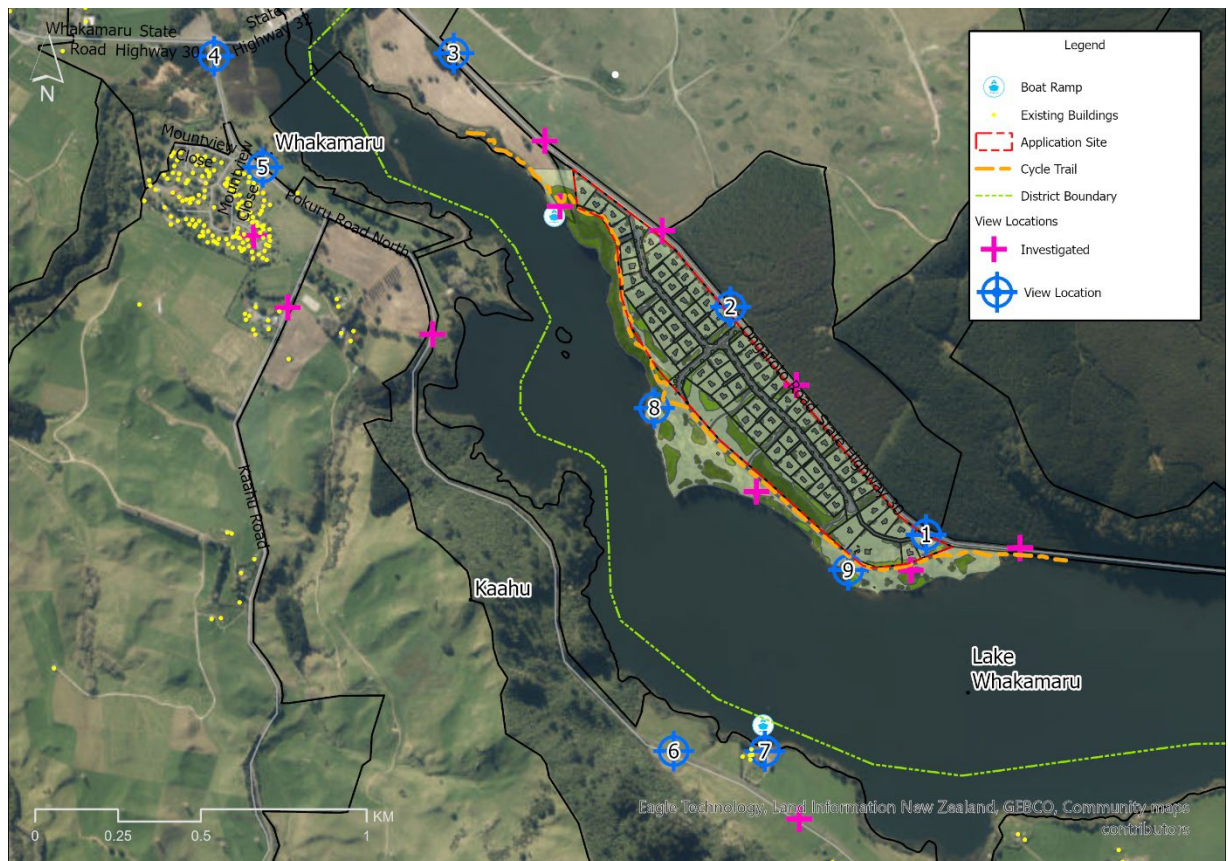 Whakamaru State
Road Highway 30
State
Highway 32
N
4
3
Mountview
Close
Mountview
Close
5
Whakamaru
Pokuru Road North
2
Ongaroto Road State Highway 30
8
1
9
Kaahu Road
Kaahu
Lake
Whakamaru
6
7
0
0.25
0.5
1
KM
Eagle Technology, Land Information New Zealand, GEBCO, Community maps
contributors
Legend
Boat Ramp
Existing Buildings
Application Site
Cycle Trail
District Boundary
View Locations
Investigated
View Location